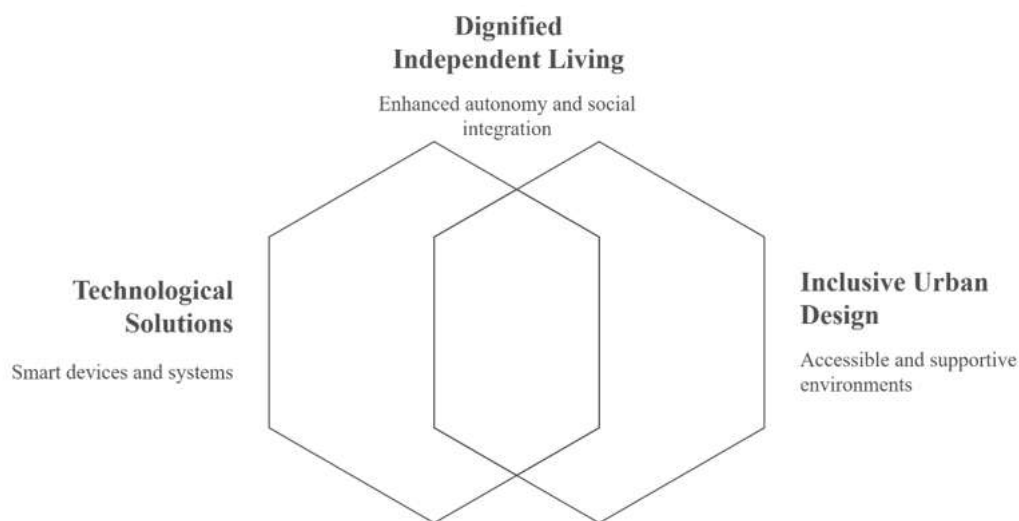 Dignified
Independent Living
Enhanced autonomy and social
integration
Technological
Solutions
Smart devices and systems
Inclusive Urban
Design
Accessible and supportive
environments